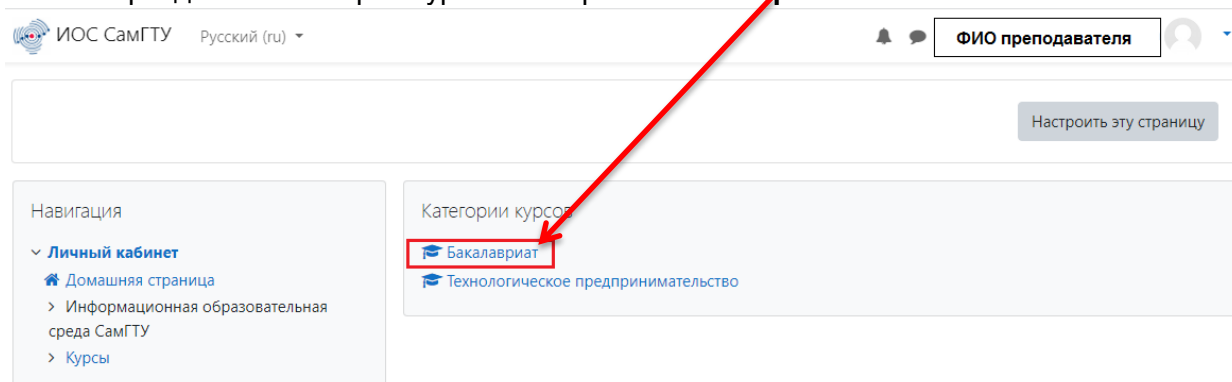 ИОС СамГТУ Русский (ru)
ФИО преподавателя
Настроить эту страницу
Навигация
Личный кабинет
Домашняя страница
Информационная образовательная
среда СамГТУ
Курсы
Категории курсов
Бакалавриат
Технологическое предпринимательство